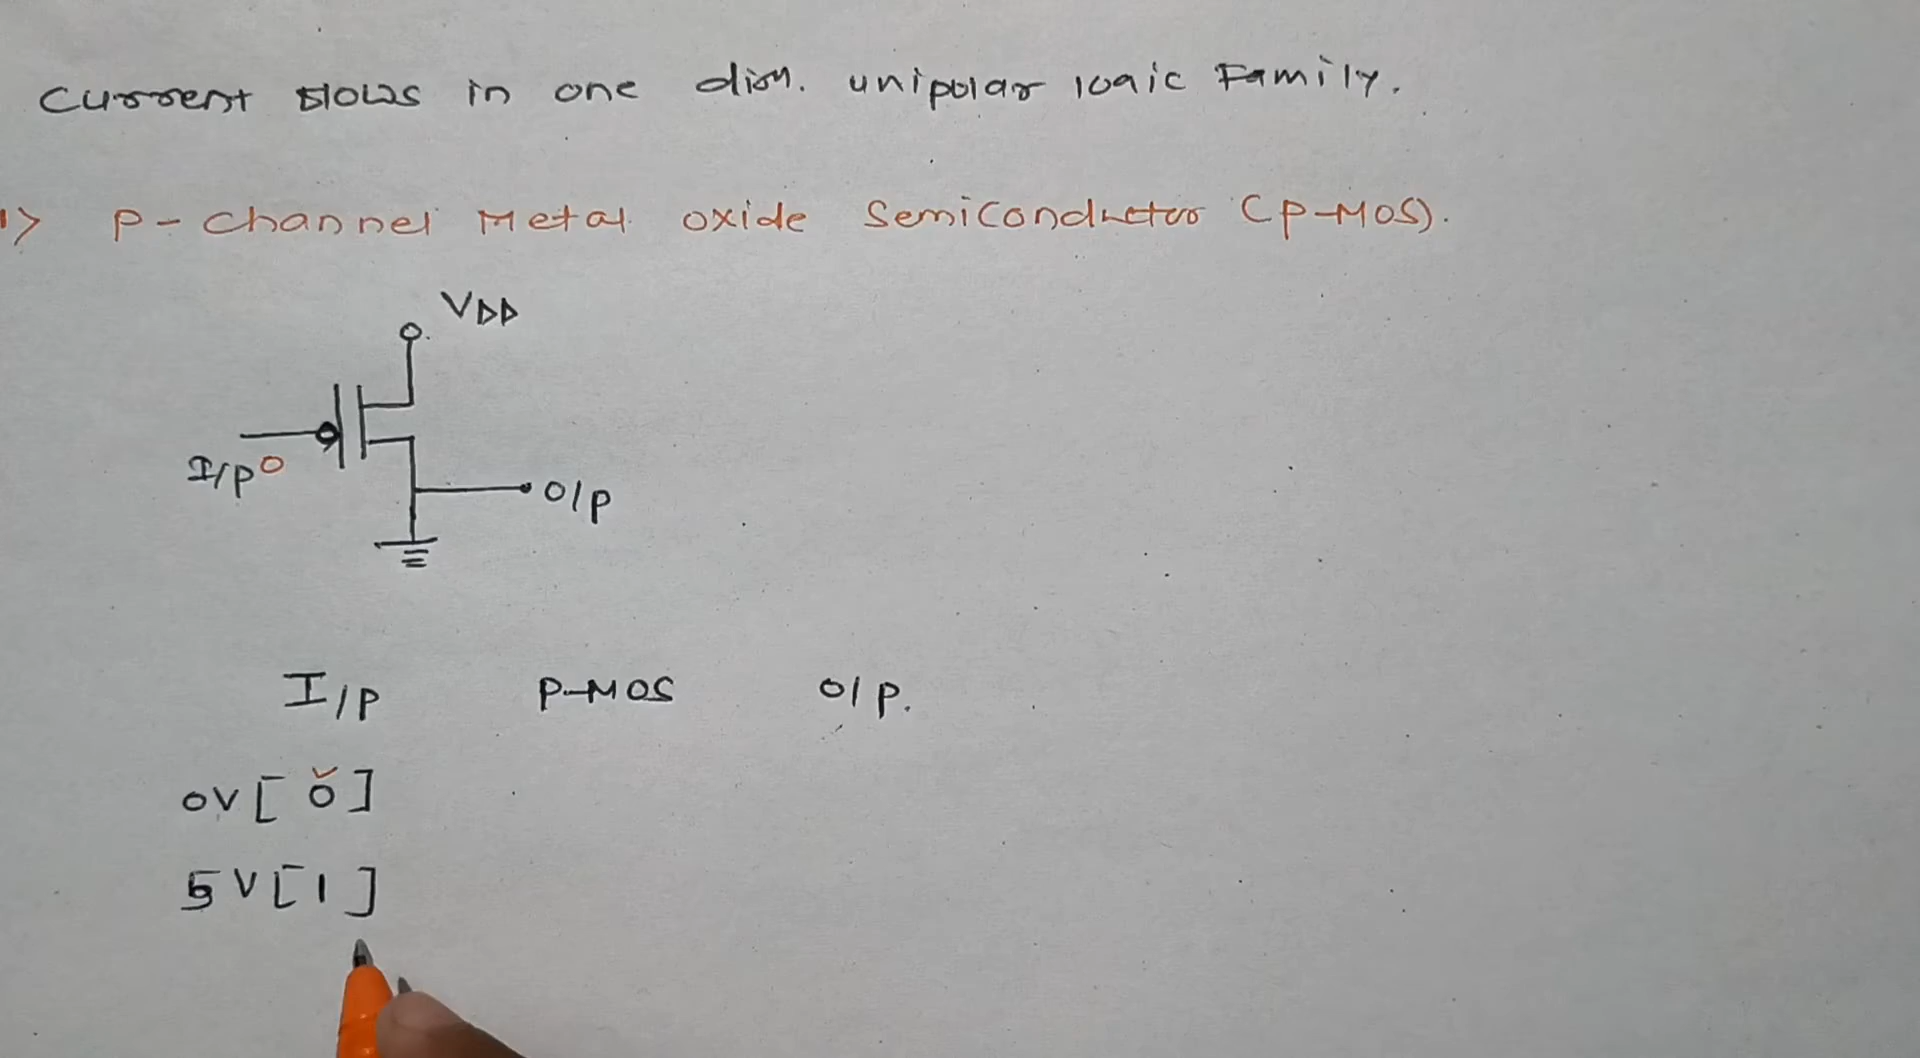 Current flows in one dirn. unipolar logic Family.
1> P-channel Metal oxide Semiconductor (P-MOS).
VDD
I/P 0
O/P
I/P P-MOS O/P.
0V [ 0 ]
5V [ 1 ]